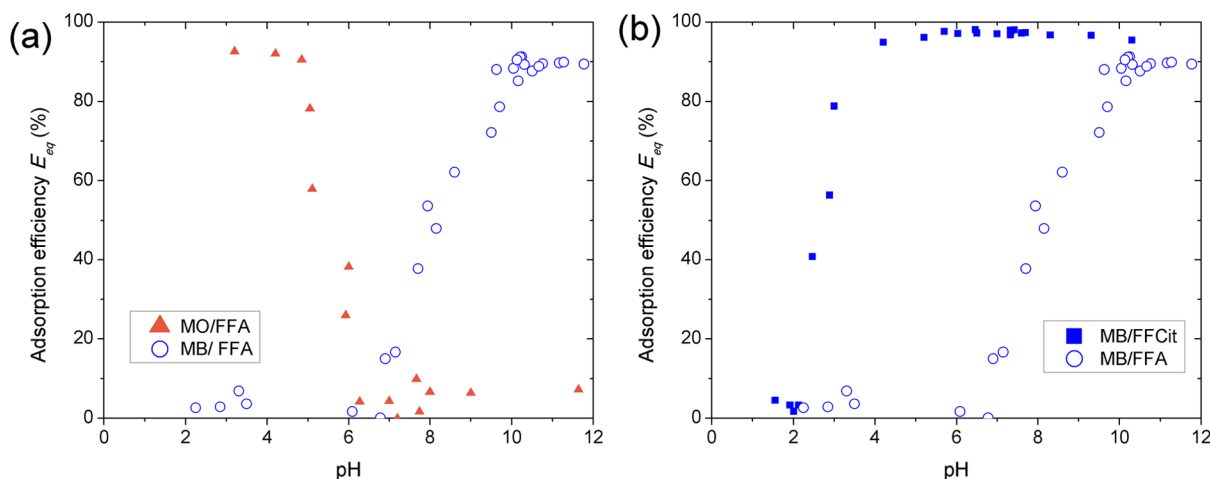 (a)
Adsorption efficiency E_eq (%)
100
80
60
40
20
0
MO/FFA
MB/ FFA
0 2 4 6 8 10 12
pH
(b)
Adsorption efficiency E_eq (%)
100
80
60
40
20
0
MB/FFCit
MB/FFA
0 2 4 6 8 10 12
pH